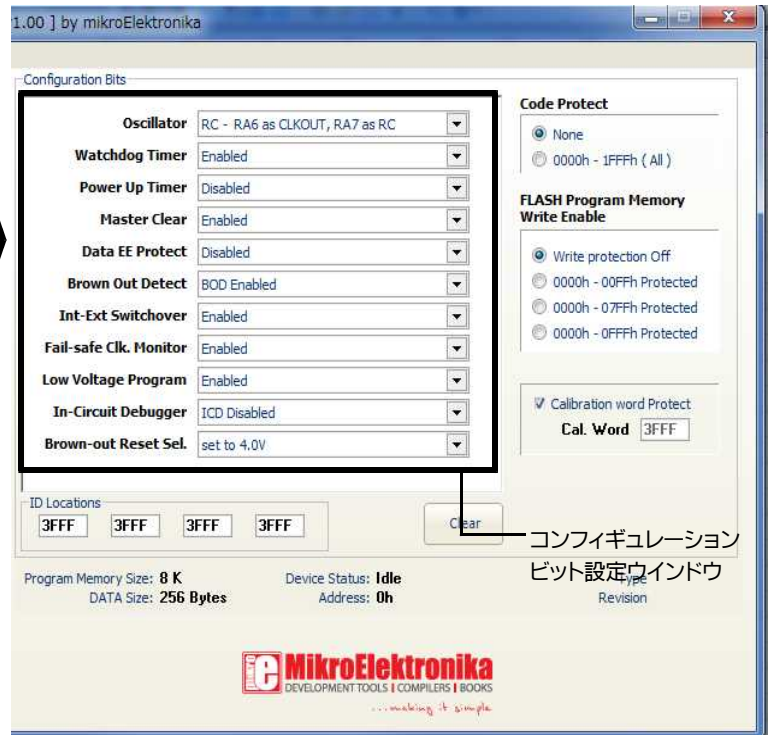 1.00 ] by mikroElektronika
Configuration Bits
Oscillator RC - RA6 as CLKOUT, RA7 as RC
Watchdog Timer Enabled
Power Up Timer Disabled
Master Clear Enabled
Data EE Protect Disabled
Brown Out Detect BOD Enabled
Int-Ext Switchover Enabled
Fail-safe Clk. Monitor Enabled
Low Voltage Program Enabled
In-Circuit Debugger ICD Disabled
Brown-out Reset Sel. set to 4.0V
Code Protect
None
0000h - 1FFFh ( All )
FLASH Program Memory
Write Enable
Write protection Off
0000h - 00FFh Protected
0000h - 07FFh Protected
0000h - 0FFFh Protected
Calibration word Protect
Cal. Word 3FFF
ID Locations
3FFF 3FFF 3FFF 3FFF
Clear
コンフィギュレーション
ビット設定ウインドウ
Program Memory Size: 8 K Device Status: Idle Type
DATA Size: 256 Bytes Address: 0h Revision
mikro
MikroElektronika
DEVELOPMENT TOOLS | COMPILERS | BOOKS
...making it simple